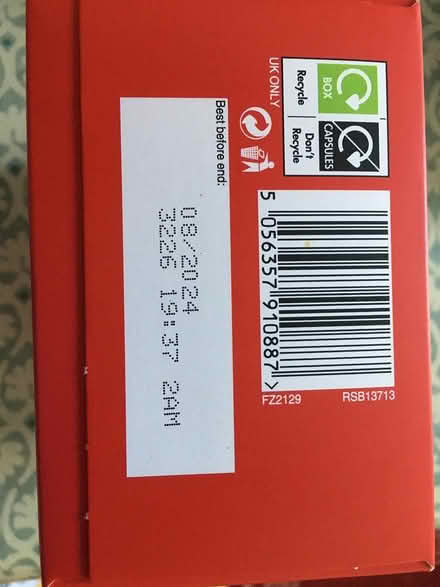 BOX
Recycle
CAPSULES
Don't
Recycle
UK ONLY
5 056357 910887 >
FZ2129
RSB13713
Best before end:
08/2024
3226 19:37 2AM